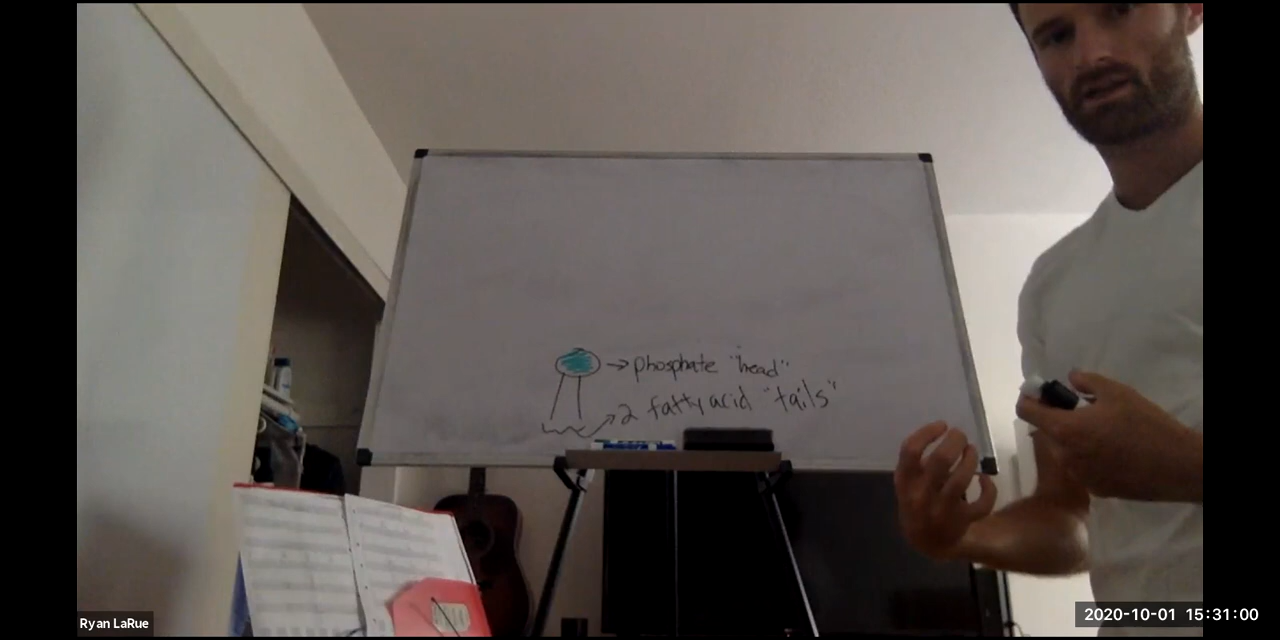 phosphate "head"
2 fatty acid "tails"
Ryan LaRue
2020-10-01 15:31:00